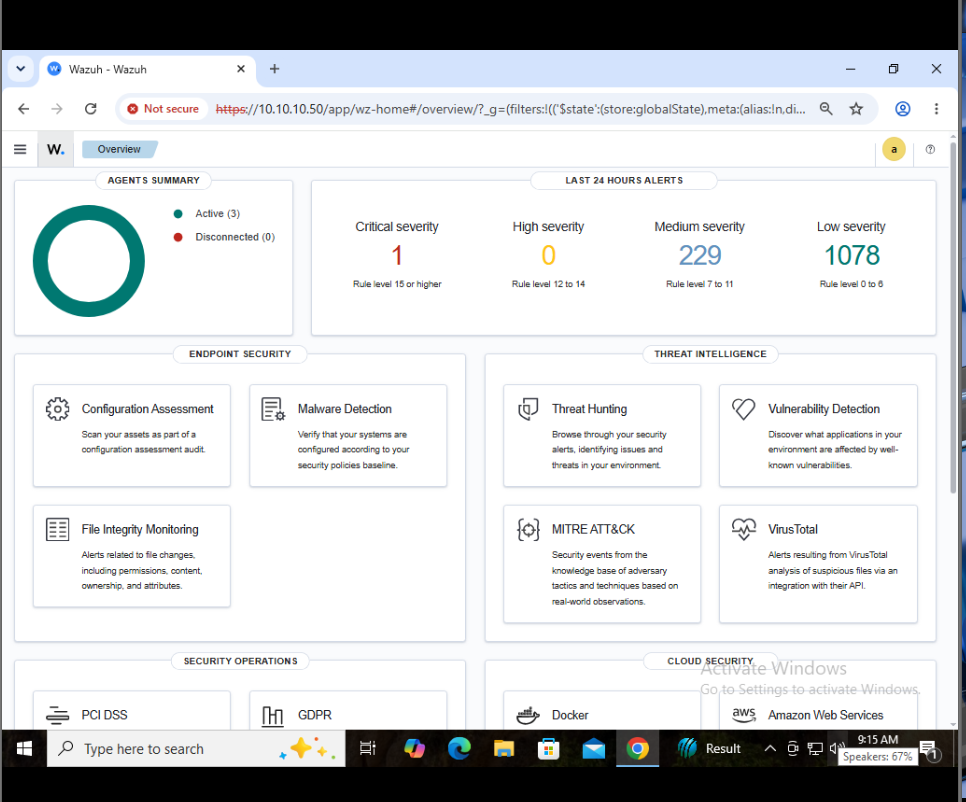 Wazuh - Wazuh
Not secure https://10.10.10.50/app/wz-home#/overview/?_g=(filters:!(('$state':(store:globalState),meta:(alias:!n,di...
W. Overview a
AGENTS SUMMARY
Active (3)
Disconnected (0)
LAST 24 HOURS ALERTS
Critical severity
1
Rule level 15 or higher
High severity
0
Rule level 12 to 14
Medium severity
229
Rule level 7 to 11
Low severity
1078
Rule level 0 to 6
ENDPOINT SECURITY
Configuration Assessment
Scan your assets as part of a
configuration assessment audit.
Malware Detection
Verify that your systems are
configured according to your
security policies baseline.
File Integrity Monitoring
Alerts related to file changes,
including permissions, content,
ownership, and attributes.
THREAT INTELLIGENCE
Threat Hunting
Browse through your security
alerts, identifying issues and
threats in your environment.
Vulnerability Detection
Discover what applications in your
environment are affected by well-
known vulnerabilities.
MITRE ATT&CK
Security events from the
knowledge base of adversary
tactics and techniques based on
real-world observations.
VirusTotal
Alerts resulting from VirusTotal
analysis of suspicious files via an
integration with their API.
SECURITY OPERATIONS
PCI DSS
GDPR
CLOUD SECURITY
Docker
aws Amazon Web Services
Activate Windows
Go to Settings to activate Windows.
Type here to search
Result
9:15 AM
Speakers: 67%
1